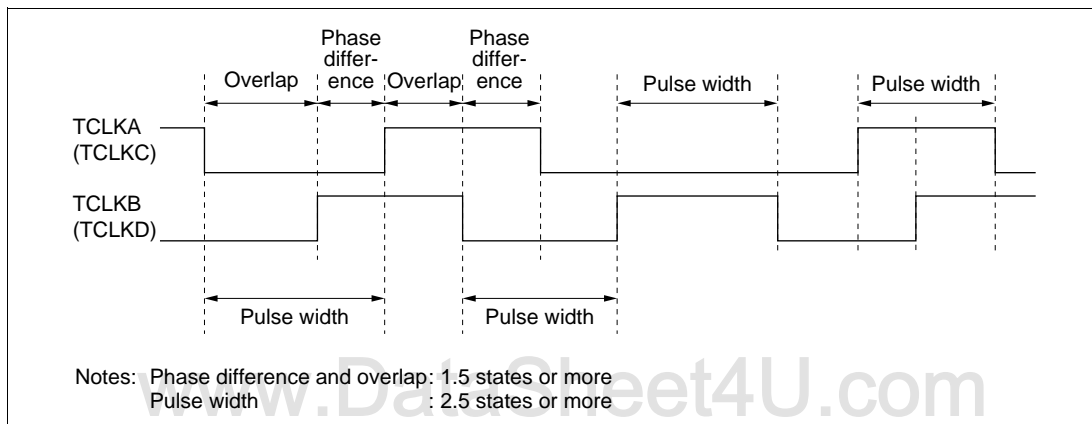 Phase
differ-
ence
Phase
differ-
ence
Overlap
Overlap
Pulse width
Pulse width
TCLKA
(TCLKC)
TCLKB
(TCLKD)
Pulse width
Pulse width
Notes: Phase difference and overlap : 1.5 states or more
Pulse width : 2.5 states or more
www.DataSheet4U.com